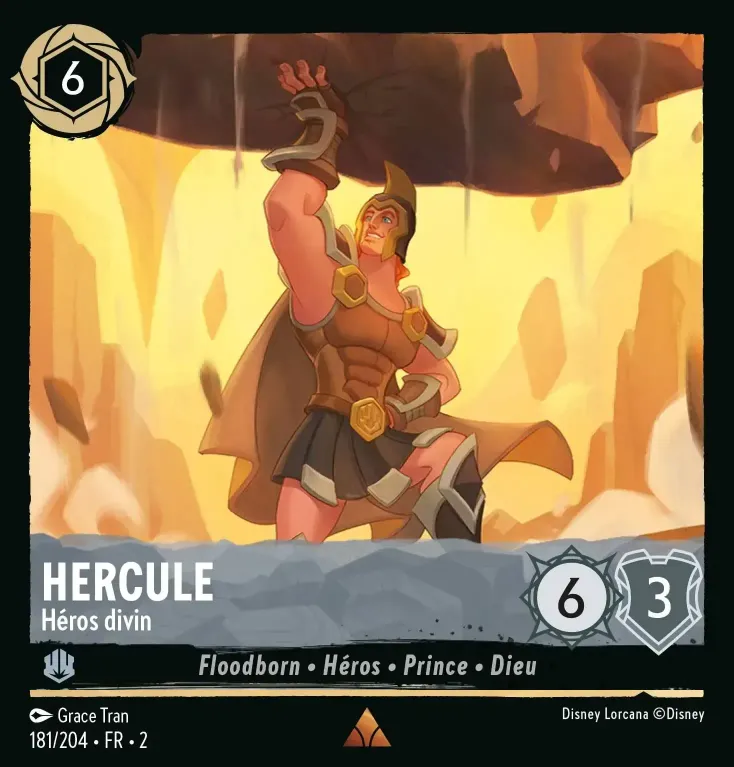 6
HERCULE
Héros divin
6 3
Floodborn • Héros • Prince • Dieu
Grace Tran
Disney Lorcana ©Disney
181/204 • FR • 2